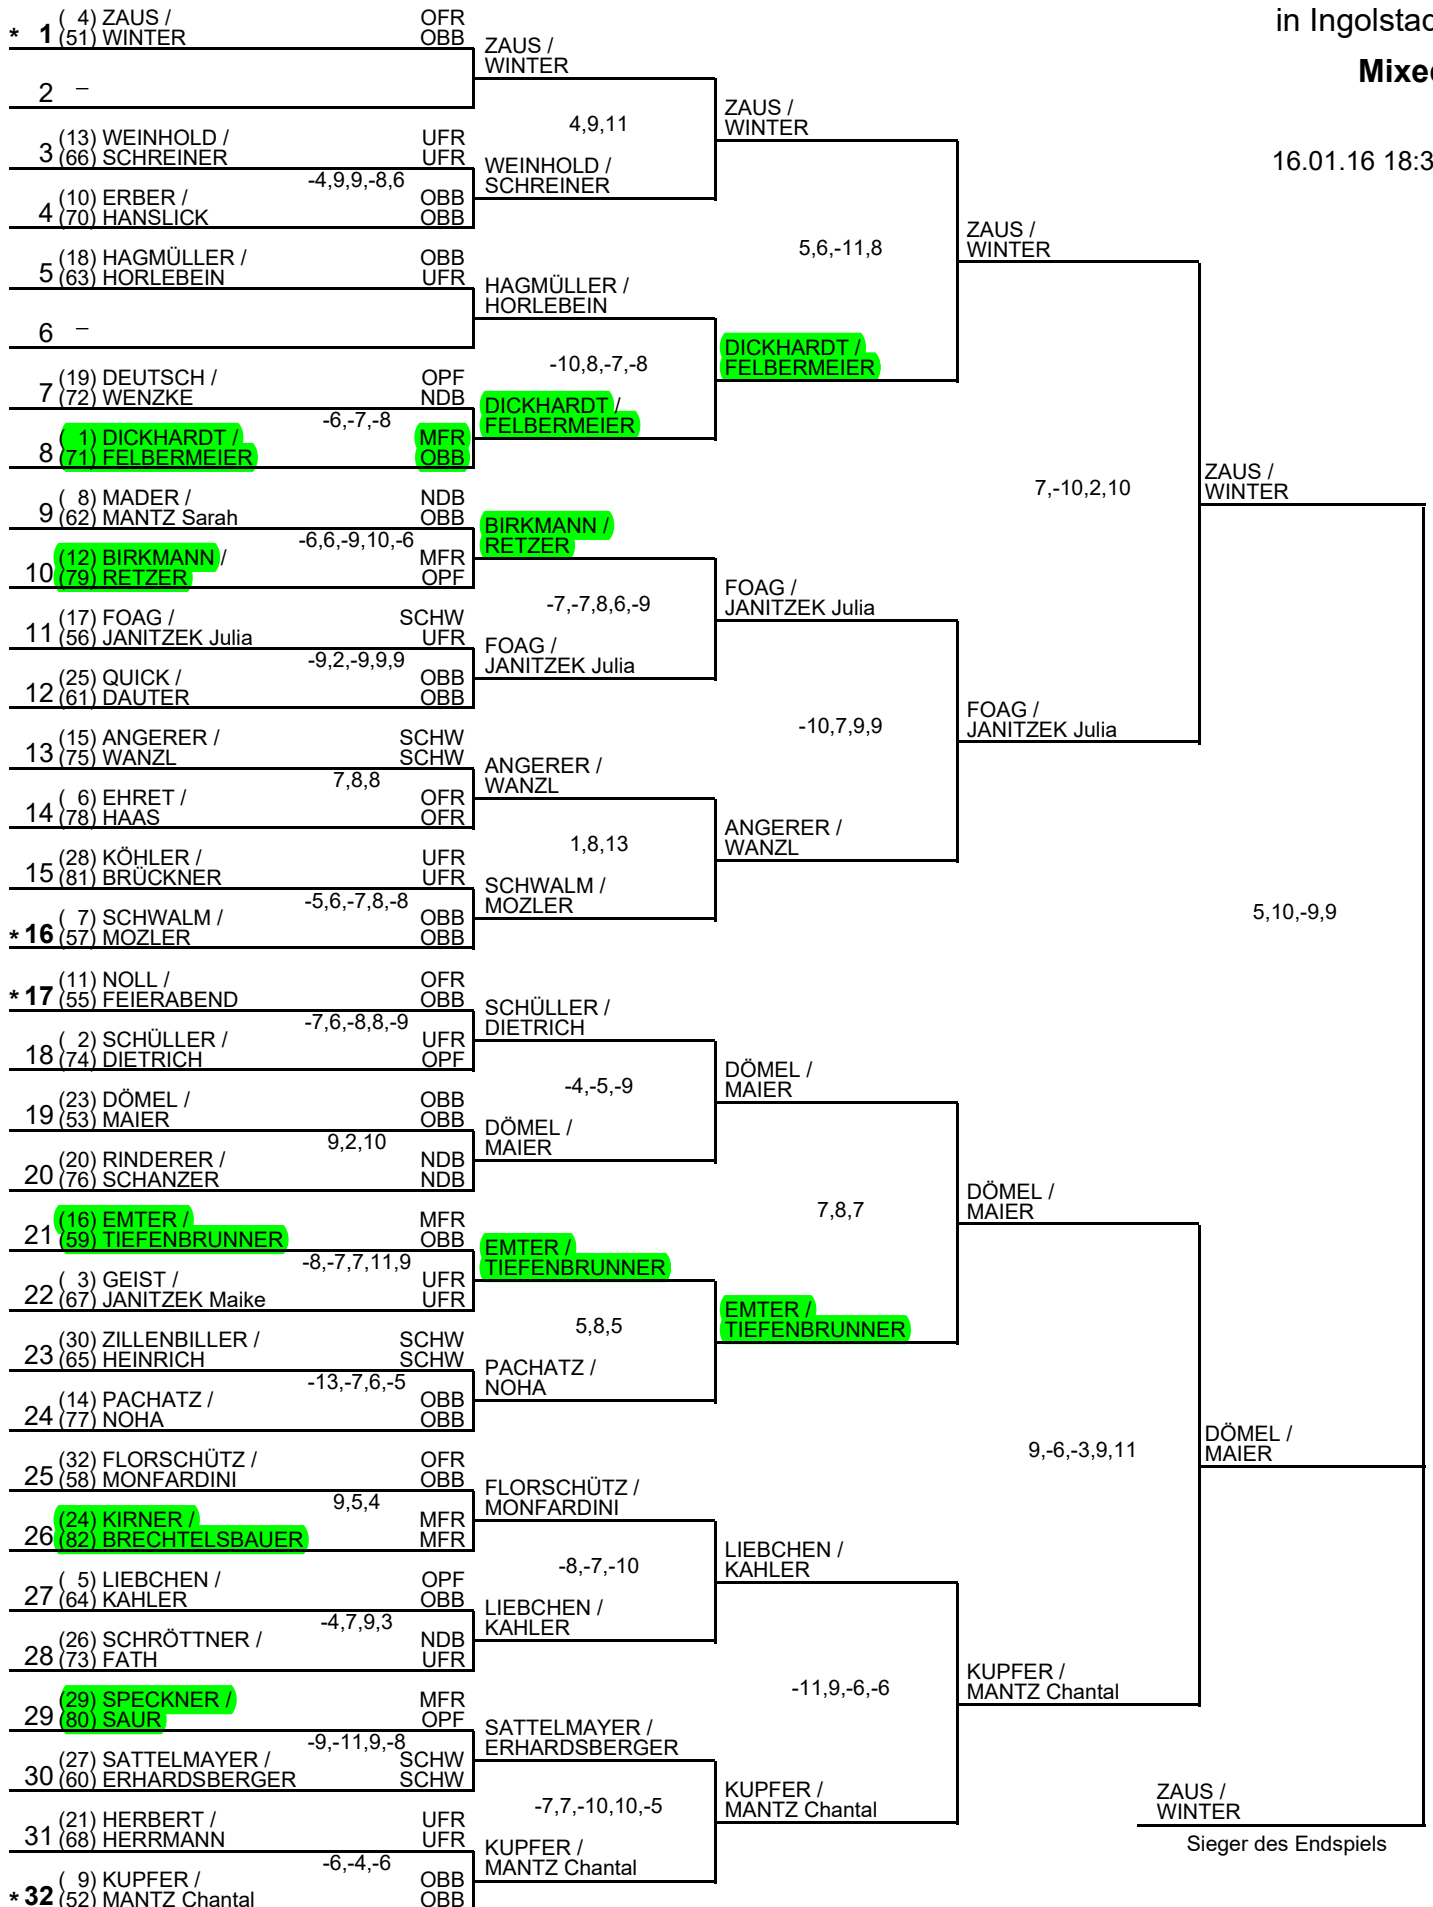 in Ingolstad
Mixe
16.01.16 18:3
( 4) ZAUS / OFR
* 1 (51) WINTER OBB
ZAUS /
WINTER
2 –
4,9,11
ZAUS /
WINTER
(13) WEINHOLD / UFR
3 (66) SCHREINER UFR
-4,9,9,-8,6
WEINHOLD /
SCHREINER
(10) ERBER / OBB
4 (70) HANSLICK OBB
5,6,-11,8
ZAUS /
WINTER
(18) HAGMÜLLER / OBB
5 (63) HORLEBEIN UFR
HAGMÜLLER /
HORLEBEIN
6 –
-10,8,-7,-8
DICKHARDT /
FELBERMEIER
(19) DEUTSCH / OPF
7 (72) WENZKE NDB
-6,-7,-8
DICKHARDT /
FELBERMEIER
( 1) DICKHARDT / MFR
8 (71) FELBERMEIER OBB
7,-10,2,10
ZAUS /
WINTER
( 8) MADER / NDB
9 (62) MANTZ Sarah OBB
-6,6,-9,10,-6
BIRKMANN /
RETZER
(12) BIRKMANN / MFR
10 (79) RETZER OPF
-7,-7,8,6,-9
FOAG /
JANITZEK Julia
(17) FOAG / SCHW
11 (56) JANITZEK Julia UFR
-9,2,-9,9,9
FOAG /
JANITZEK Julia
(25) QUICK / OBB
12 (61) DAUTER OBB
-10,7,9,9
FOAG /
JANITZEK Julia
(15) ANGERER / SCHW
13 (75) WANZL SCHW
7,8,8
ANGERER /
WANZL
( 6) EHRET / OFR
14 (78) HAAS OFR
1,8,13
ANGERER /
WANZL
(28) KÖHLER / UFR
15 (81) BRÜCKNER UFR
-5,6,-7,8,-8
SCHWALM /
MOZLER
( 7) SCHWALM / OBB
* 16 (57) MOZLER OBB
5,10,-9,9
(11) NOLL / OFR
* 17 (55) FEIERABEND OBB
-7,6,-8,8,-9
SCHÜLLER /
DIETRICH
( 2) SCHÜLLER / UFR
18 (74) DIETRICH OPF
-4,-5,-9
DÖMEL /
MAIER
(23) DÖMEL / OBB
19 (53) MAIER OBB
9,2,10
DÖMEL /
MAIER
(20) RINDERER / NDB
20 (76) SCHANZER NDB
7,8,7
DÖMEL /
MAIER
(16) EMTER / MFR
21 (59) TIEFENBRUNNER OBB
-8,-7,7,11,9
EMTER /
TIEFENBRUNNER
( 3) GEIST / UFR
22 (67) JANITZEK Maike UFR
5,8,5
EMTER /
TIEFENBRUNNER
(30) ZILLENBILLER / SCHW
23 (65) HEINRICH SCHW
-13,-7,6,-5
PACHATZ /
NOHA
(14) PACHATZ / OBB
24 (77) NOHA OBB
9,-6,-3,9,11
DÖMEL /
MAIER
(32) FLORSCHÜTZ / OFR
25 (58) MONFARDINI OBB
9,5,4
FLORSCHÜTZ /
MONFARDINI
(24) KIRNER / MFR
26 (82) BRECHTELSBAUER MFR
-8,-7,-10
LIEBCHEN /
KAHLER
( 5) LIEBCHEN / OPF
27 (64) KAHLER OBB
-4,7,9,3
LIEBCHEN /
KAHLER
(26) SCHRÖTTNER / NDB
28 (73) FATH UFR
-11,9,-6,-6
KUPFER /
MANTZ Chantal
(29) SPECKNER / MFR
29 (80) SAUR OPF
-9,-11,9,-8
SATTELMAYER /
ERHARDSBERGER
(27) SATTELMAYER / SCHW
30 (60) ERHARDSBERGER SCHW
-7,7,-10,10,-5
KUPFER /
MANTZ Chantal
ZAUS /
WINTER
Sieger des Endspiels
(21) HERBERT / UFR
31 (68) HERRMANN UFR
-6,-4,-6
KUPFER /
MANTZ Chantal
( 9) KUPFER / OBB
* 32 (52) MANTZ Chantal OBB